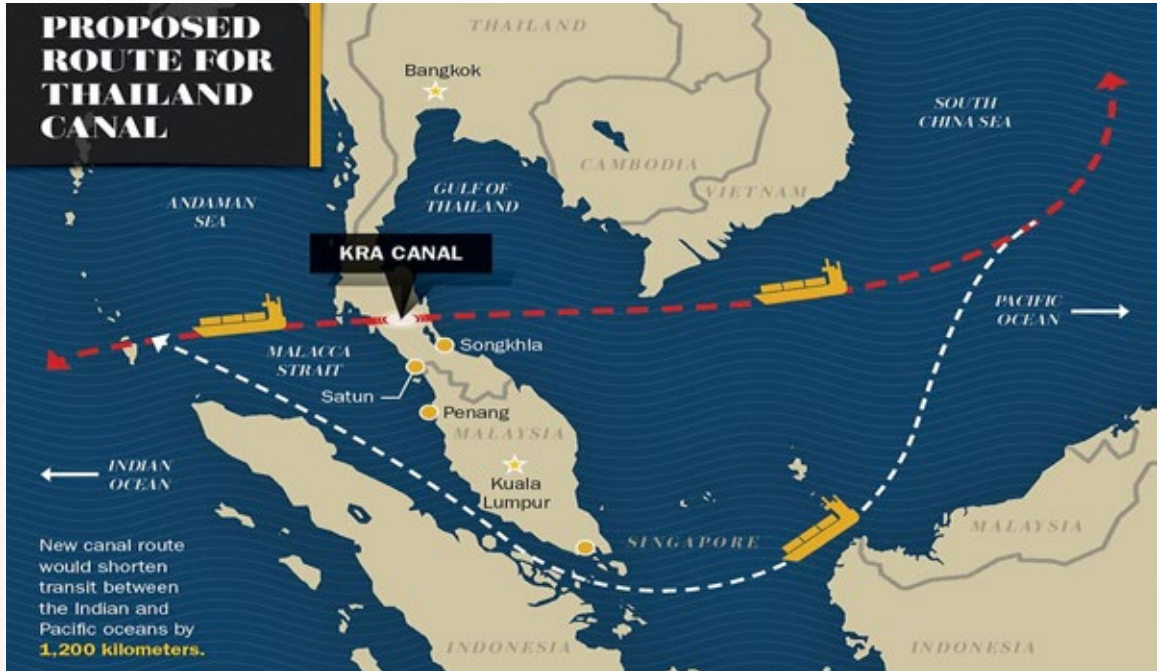 PROPOSED
ROUTE FOR
THAILAND
CANAL
THAILAND
Bangkok
SOUTH
CHINA SEA
CAMBODIA
VIETNAM
ANDAMAN
SEA
GULF OF
THAILAND
KRA CANAL
PACIFIC
OCEAN
MALACCA
STRAIT
Songkhla
Satun
Penang
MALAYSIA
Kuala
Lumpur
INDIAN
OCEAN
SINGAPORE
MALAYSIA
New canal route
would shorten
transit between
the Indian and
Pacific oceans by
1,200 kilometers.
INDONESIA
INDONESIA